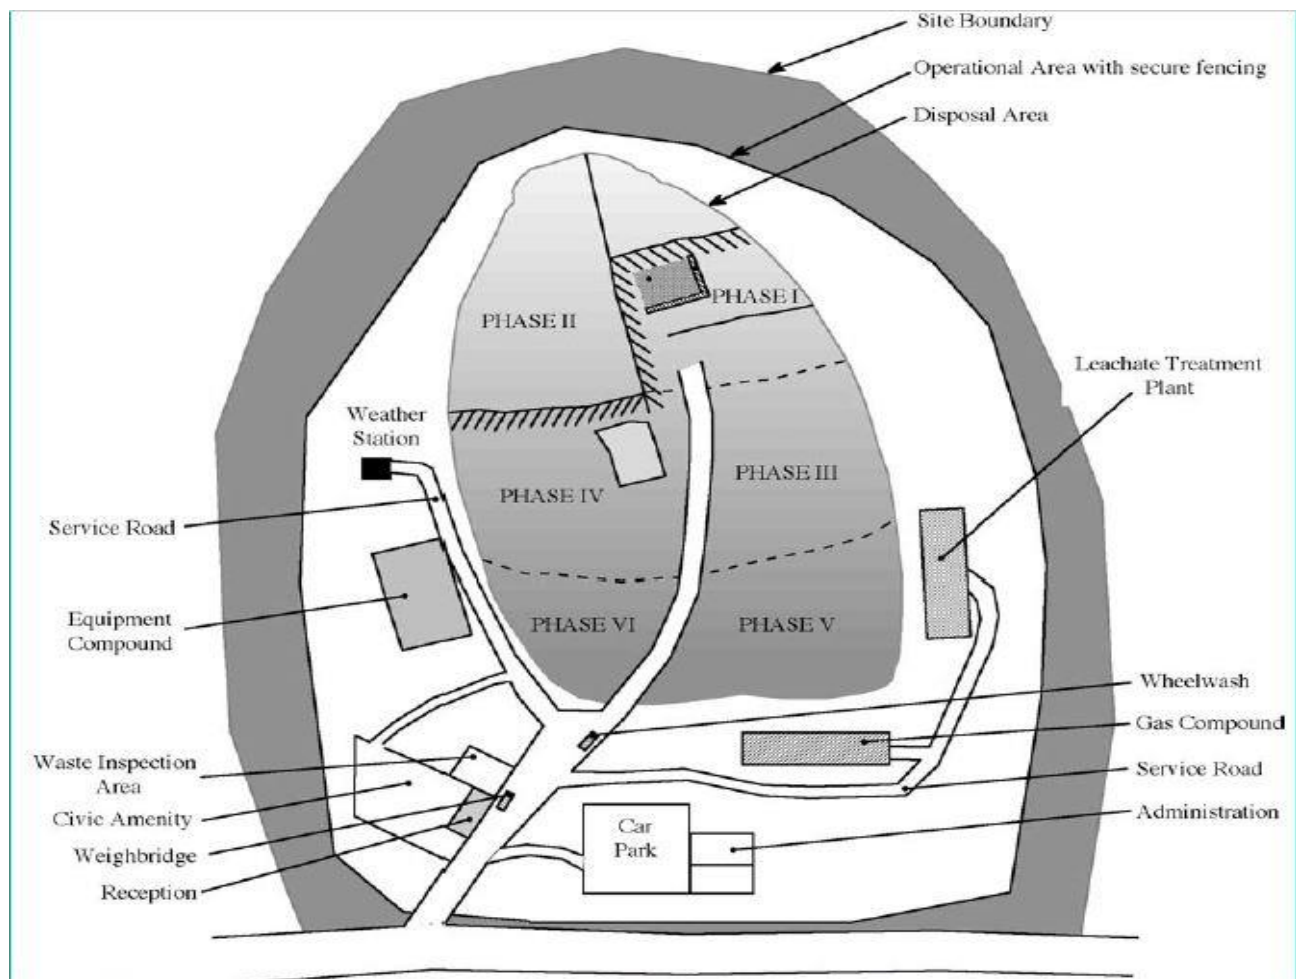 Site Boundary
Operational Area with secure fencing
Disposal Area
PHASE I
PHASE II
Leachate Treatment
Plant
Weather
Station
PHASE III
PHASE IV
Service Road
Equipment
Compound
PHASE VI
PHASE V
Wheelwash
Gas Compound
Waste Inspection
Area
Service Road
Civic Amenity
Administration
Car
Park
Weighbridge
Reception